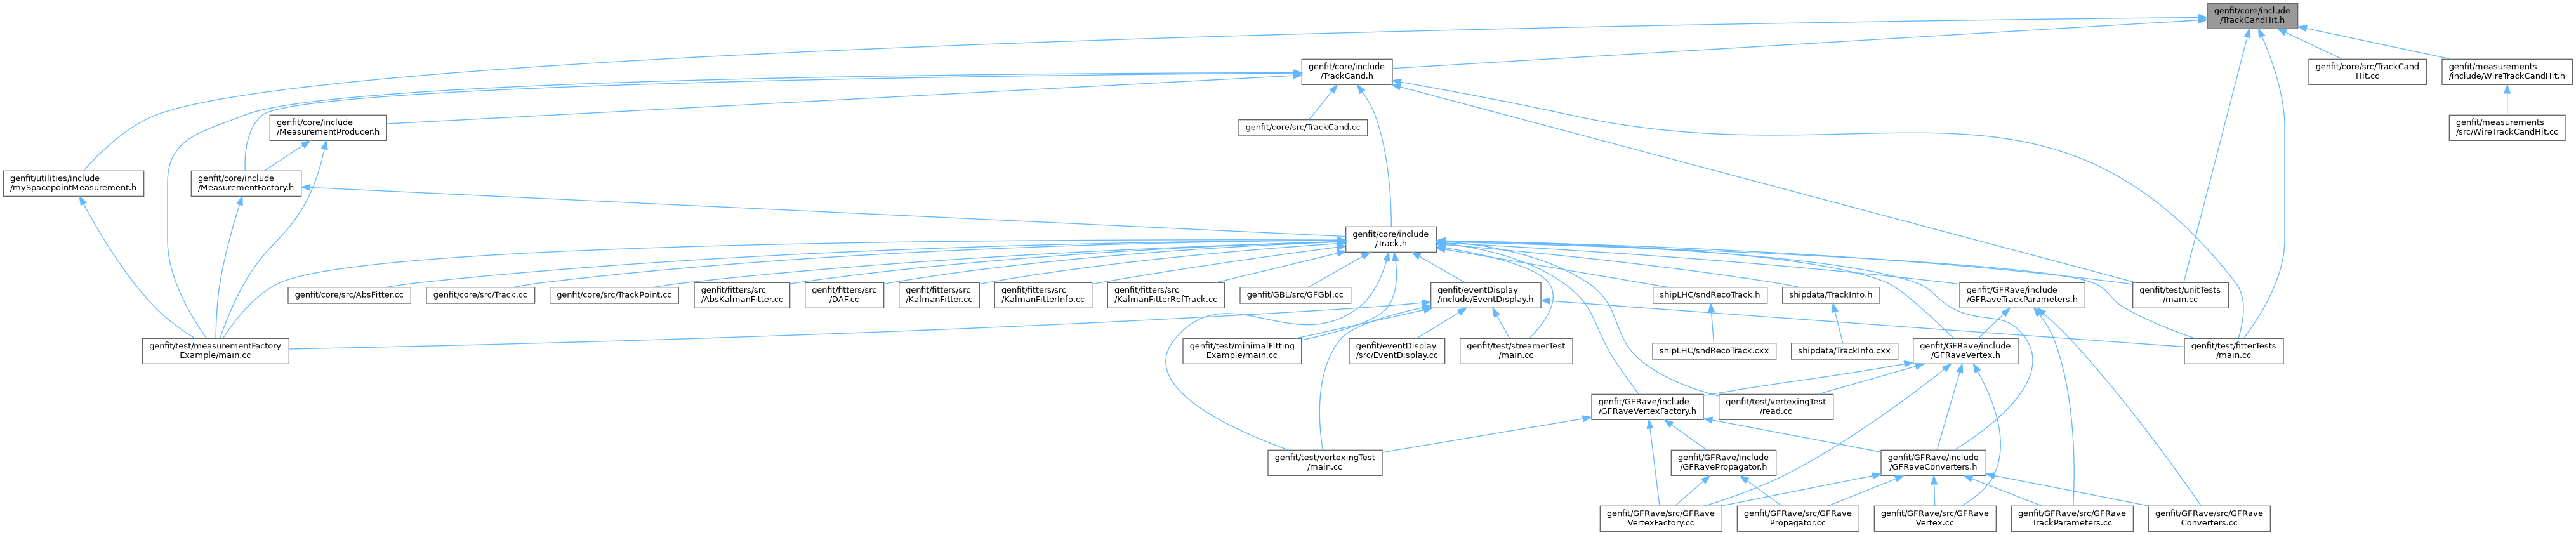 genfit/core/include
/TrackCandHit.h
genfit/core/include
/TrackCand.h
genfit/core/src/TrackCand
Hit.cc
genfit/measurements
/include/WireTrackCandHit.h
genfit/core/include
/MeasurementProducer.h
genfit/core/src/TrackCand.cc
genfit/measurements
/src/WireTrackCandHit.cc
genfit/utilities/include
/mySpacepointMeasurement.h
genfit/core/include
/MeasurementFactory.h
genfit/core/include
/Track.h
genfit/core/src/AbsFitter.cc
genfit/core/src/Track.cc
genfit/core/src/TrackPoint.cc
genfit/fitters/src
/AbsKalmanFitter.cc
genfit/fitters/src
/DAF.cc
genfit/fitters/src
/KalmanFitter.cc
genfit/fitters/src
/KalmanFitterInfo.cc
genfit/fitters/src
/KalmanFitterRefTrack.cc
genfit/GBL/src/GFGbl.cc
genfit/eventDisplay
/include/EventDisplay.h
shipLHC/sndRecoTrack.h
shipdata/TrackInfo.h
genfit/GFRave/include
/GFRaveTrackParameters.h
genfit/test/unitTests
/main.cc
genfit/test/measurementFactory
Example/main.cc
genfit/test/minimalFitting
Example/main.cc
genfit/eventDisplay
/src/EventDisplay.cc
genfit/test/streamerTest
/main.cc
shipLHC/sndRecoTrack.cxx
shipdata/TrackInfo.cxx
genfit/GFRave/include
/GFRaveVertex.h
genfit/test/fitterTests
/main.cc
genfit/GFRave/include
/GFRaveVertexFactory.h
genfit/test/vertexingTest
/read.cc
genfit/test/vertexingTest
/main.cc
genfit/GFRave/include
/GFRavePropagator.h
genfit/GFRave/include
/GFRaveConverters.h
genfit/GFRave/src/GFRave
VertexFactory.cc
genfit/GFRave/src/GFRave
Propagator.cc
genfit/GFRave/src/GFRave
Vertex.cc
genfit/GFRave/src/GFRave
TrackParameters.cc
genfit/GFRave/src/GFRave
Converters.cc